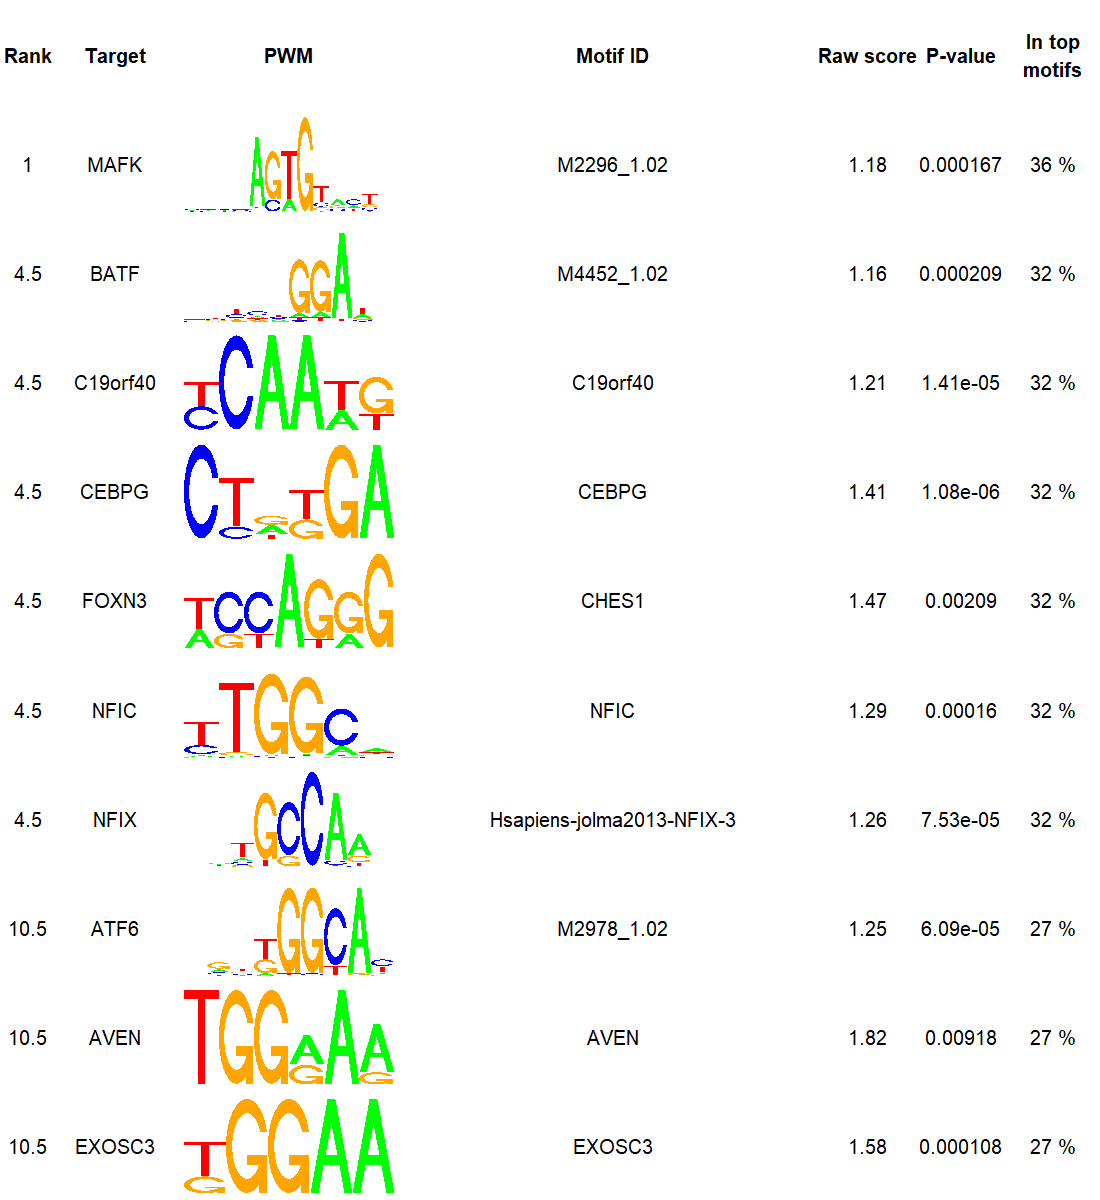 Rank Target PWM Motif ID Raw score P-value In top motifs
1 MAFK M2296_1.02 1.18 0.000167 36 %
4.5 BATF M4452_1.02 1.16 0.000209 32 %
4.5 C19orf40 C19orf40 1.21 1.41e-05 32 %
4.5 CEBPG CEBPG 1.41 1.08e-06 32 %
4.5 FOXN3 CHES1 1.47 0.00209 32 %
4.5 NFIC NFIC 1.29 0.00016 32 %
4.5 NFIX Hsapiens-jolma2013-NFIX-3 1.26 7.53e-05 32 %
10.5 ATF6 M2978_1.02 1.25 6.09e-05 27 %
10.5 AVEN AVEN 1.82 0.00918 27 %
10.5 EXOSC3 EXOSC3 1.58 0.000108 27 %